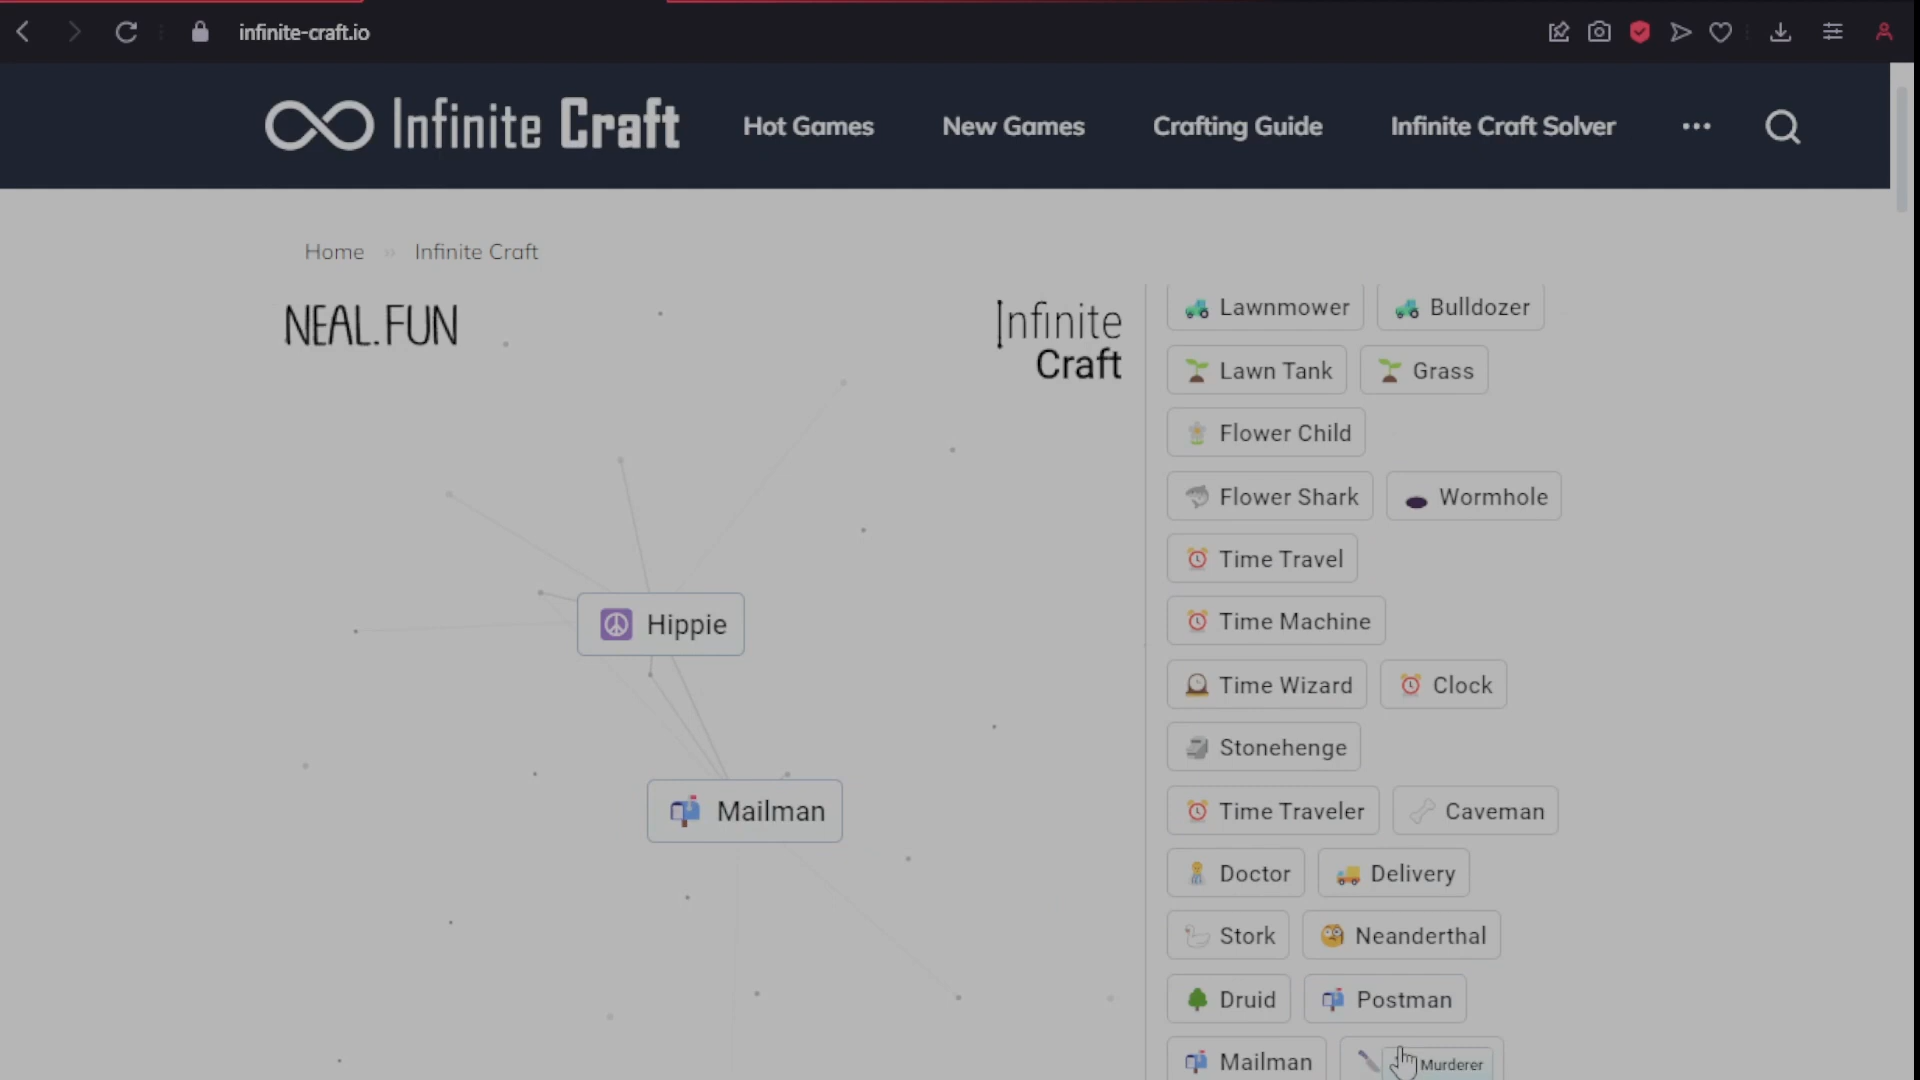 infinite-craft.io
Infinite Craft
Hot Games
New Games
Crafting Guide
Infinite Craft Solver
Home » Infinite Craft
NEAL.FUN
Infinite
Craft
Hippie
Mailman
Lawnmower
Bulldozer
Lawn Tank
Grass
Flower Child
Flower Shark
Wormhole
Time Travel
Time Machine
Time Wizard
Clock
Stonehenge
Time Traveler
Caveman
Doctor
Delivery
Stork
Neanderthal
Druid
Postman
Mailman
Murderer